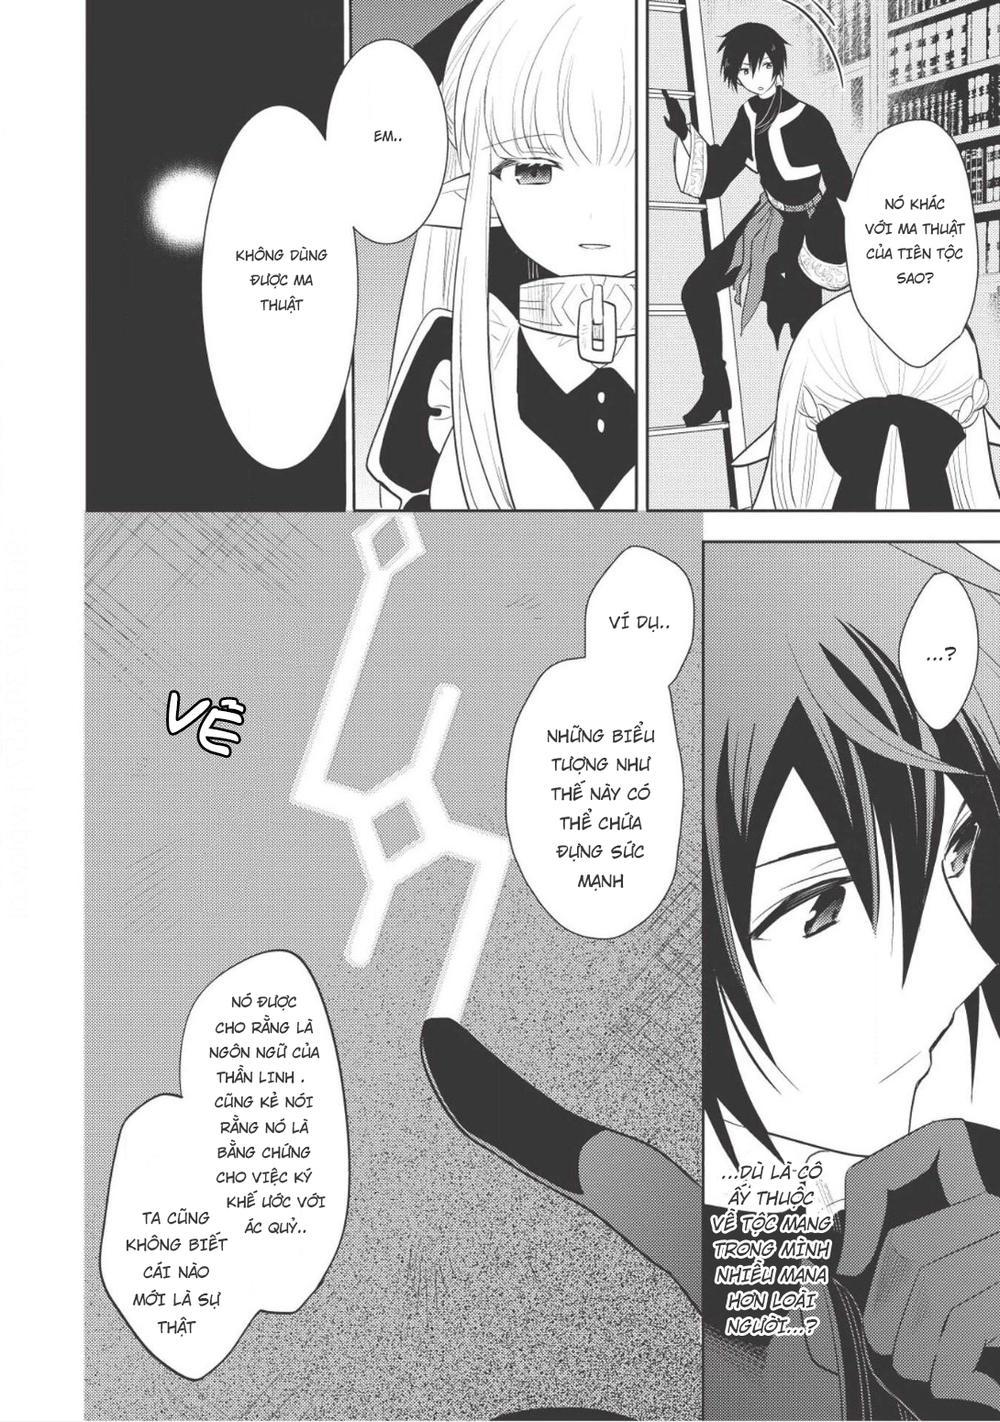 NÓ KHÁC
VỚI MA THUẬT
CỦA TIÊN TỘC
SAO?
EM..
KHÔNG DÙNG
ĐƯỢC MA
THUẬT
...?
...DÙ LÀ CÔ
ẤY THUỘC
VỀ TỘC MANG
TRONG MÌNH
NHIỀU MANA
HƠN LOÀI
NGƯỜI...?
VÍ DỤ..
NHỮNG BIỂU
TƯỢNG NHƯ
THẾ NÀY CÓ
THỂ CHỨA
ĐỰNG SỨC
MẠNH
VẼ
NÓ ĐƯỢC
CHO RẰNG LÀ
NGÔN NGỮ CỦA
THẦN LINH .
CŨNG KẺ NÓI
RẰNG NÓ LÀ
BẰNG CHỨNG
CHO VIỆC KÝ
KHẾ ƯỚC VỚI
ÁC QUỶ..
TA CŨNG
KHÔNG BIẾT
CÁI NÀO
MỚI LÀ SỰ
THẬT